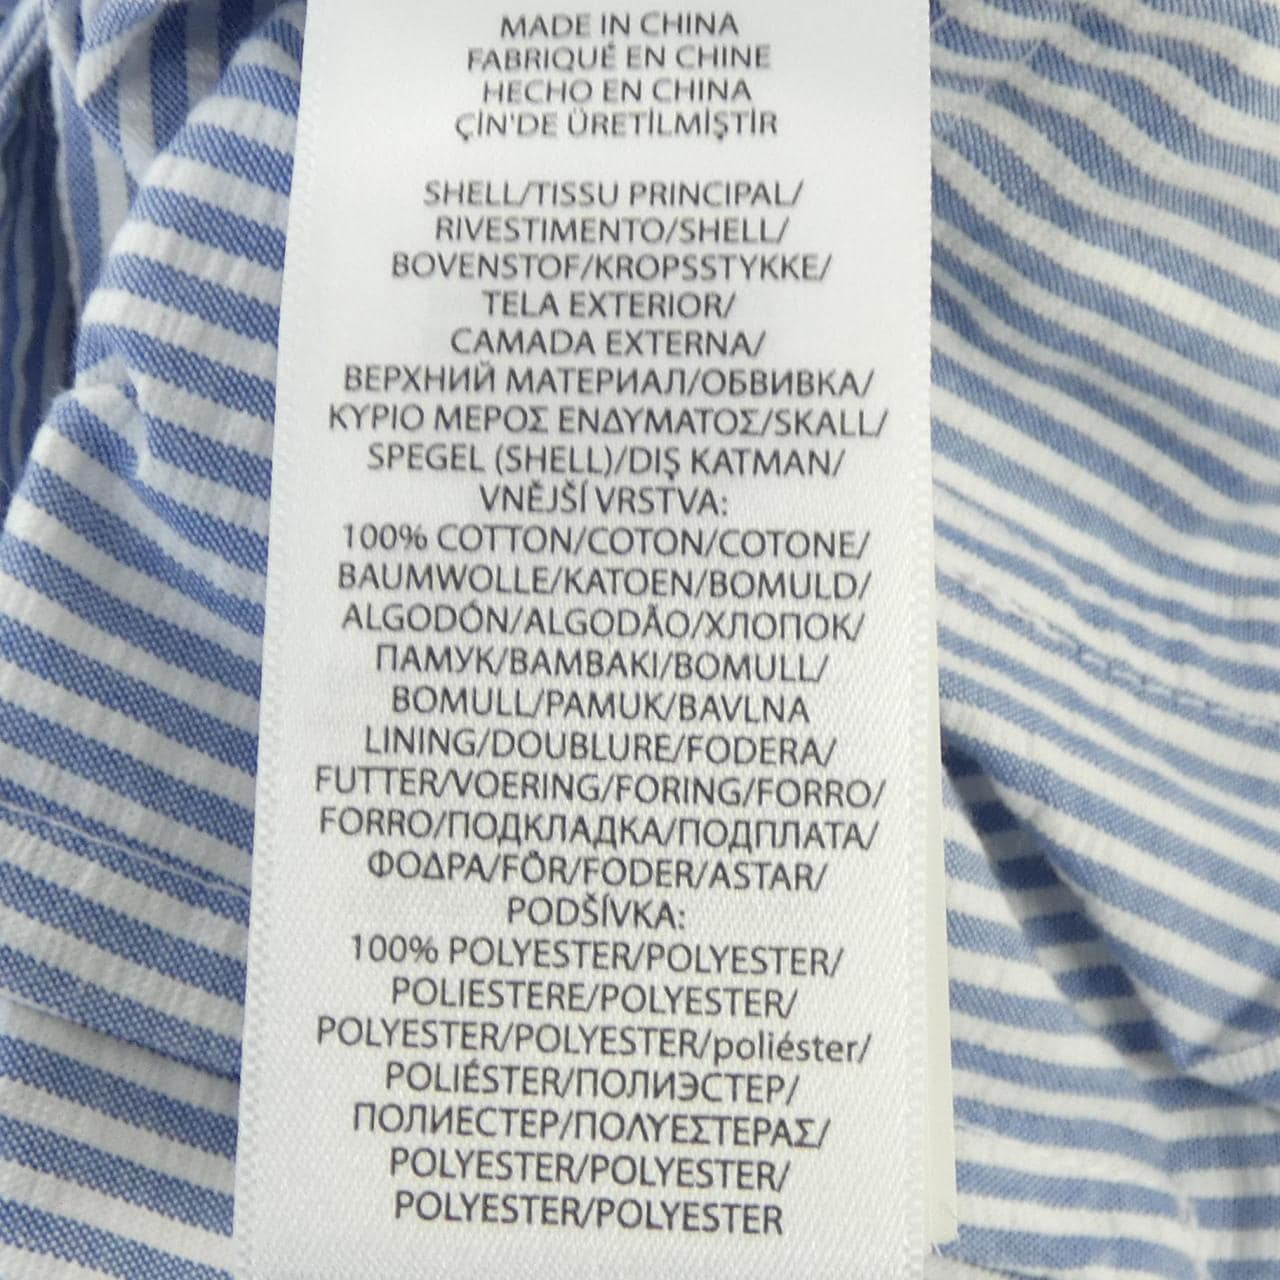 MADE IN CHINA
FABRIQUÉ EN CHINE
HECHO EN CHINA
ÇİN'DE ÜRETİLMİŞTİR
SHELL/TISSU PRINCIPAL/
RIVESTIMENTO/SHELL/
BOVENSTOF/KROPSSTYKKE/
TELA EXTERIOR/
CAMADA EXTERNA/
ВЕРХНИЙ МАТЕРИАЛ/ОБВИВКА/
ΚΥΡΙΟ ΜΕΡΟΣ ΕΝΔΥΜΑΤΟΣ/SKALL/
SPEGEL (SHELL)/DIŞ KATMAN/
VNĚJŠÍ VRSTVA:
100% COTTON/COTON/COTONE/
BAUMWOLLE/KATOEN/BOMULD/
ALGODÓN/ALGODÃO/ХЛОПОК/
ПАМУК/ΒΑΜΒΑΚΙ/BOMULL/
BOMULL/PAMUK/BAVLNA
LINING/DOUBLURE/FODERA/
FUTTER/VOERING/FORING/FORRO/
FORRO/ПОДКЛАДКА/ПОДПЛАТА/
ΦΟΔΡΑ/FÔR/FODER/ASTAR/
PODŠÍVKA:
100% POLYESTER/POLYESTER/
POLIESTERE/POLYESTER/
POLYESTER/POLYESTER/poliéster/
POLIÉSTER/ПОЛИЭСТЕР/
ПОЛИЕСТЕР/ΠΟΛΥΕΣΤΕΡΑΣ/
POLYESTER/POLYESTER/
POLYESTER/POLYESTER